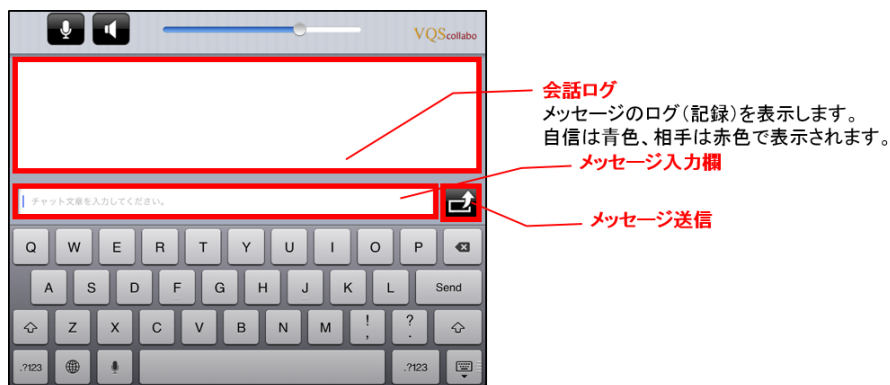 VQScollabo
会話ログ
メッセージのログ（記録）を表示します。
自信は青色、相手は赤色で表示されます。
メッセージ入力欄
チャット文章を入力してください。
メッセージ送信
Q W E R T Y U I O P
A S D F G H J K L Send
Z X C V B N M ! , ? .
.?123 .?123